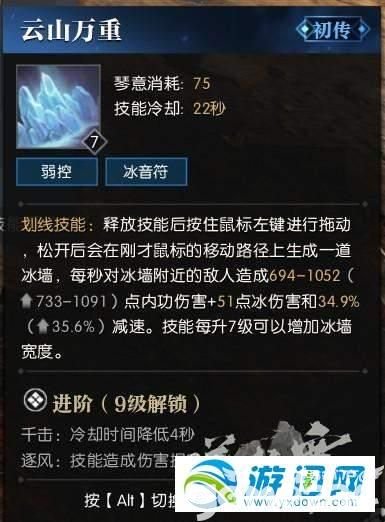 云山万重
初传
琴意消耗: 75
技能冷却: 22秒
7
弱控
冰音符
划线技能：释放技能后按住鼠标左键进行拖动
，松开后会在刚才鼠标的移动路径上生成一道
冰墙，每秒对冰墙附近的敌人造成694-1052（
733-1091）点内功伤害+51点冰伤害和34.9%
（35.6%）减速。技能每升7级可以增加冰墙
宽度。
进阶（9级解锁）
千击：冷却时间降低4秒
逐风：技能造成伤害提
按【Alt】切换
游闻网
www.yxdown.com